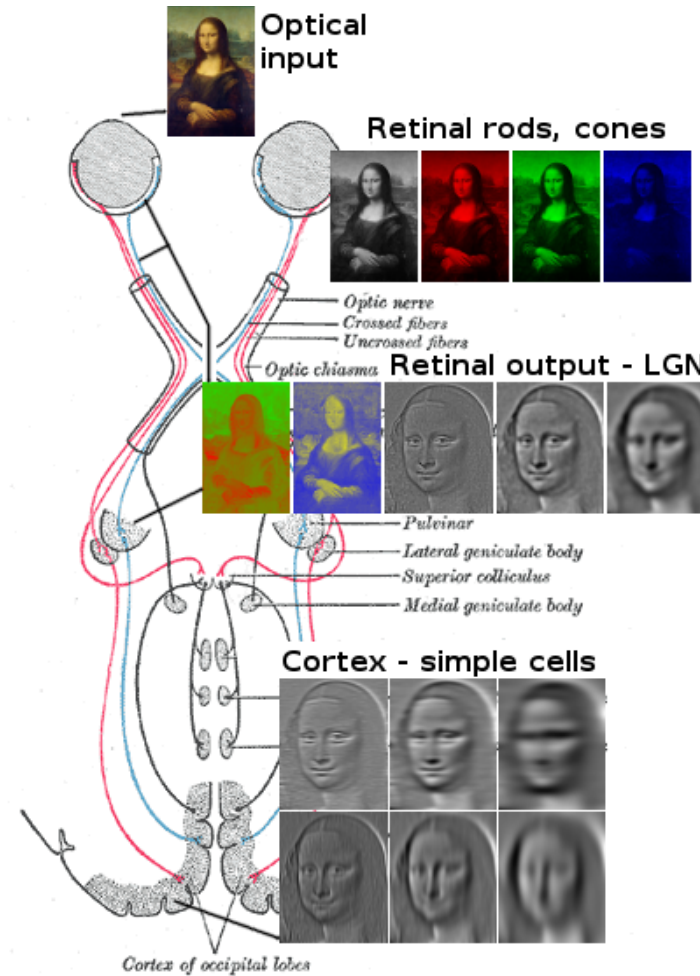 Optical
input
Retinal rods, cones
Optic nerve
Crossed fibers
Uncrossed fibers
Optic chiasma
Retinal output - LGN
Pulvinar
Lateral geniculate body
Superior colliculus
Medial geniculate body
Cortex - simple cells
Cortex of occipital lobes